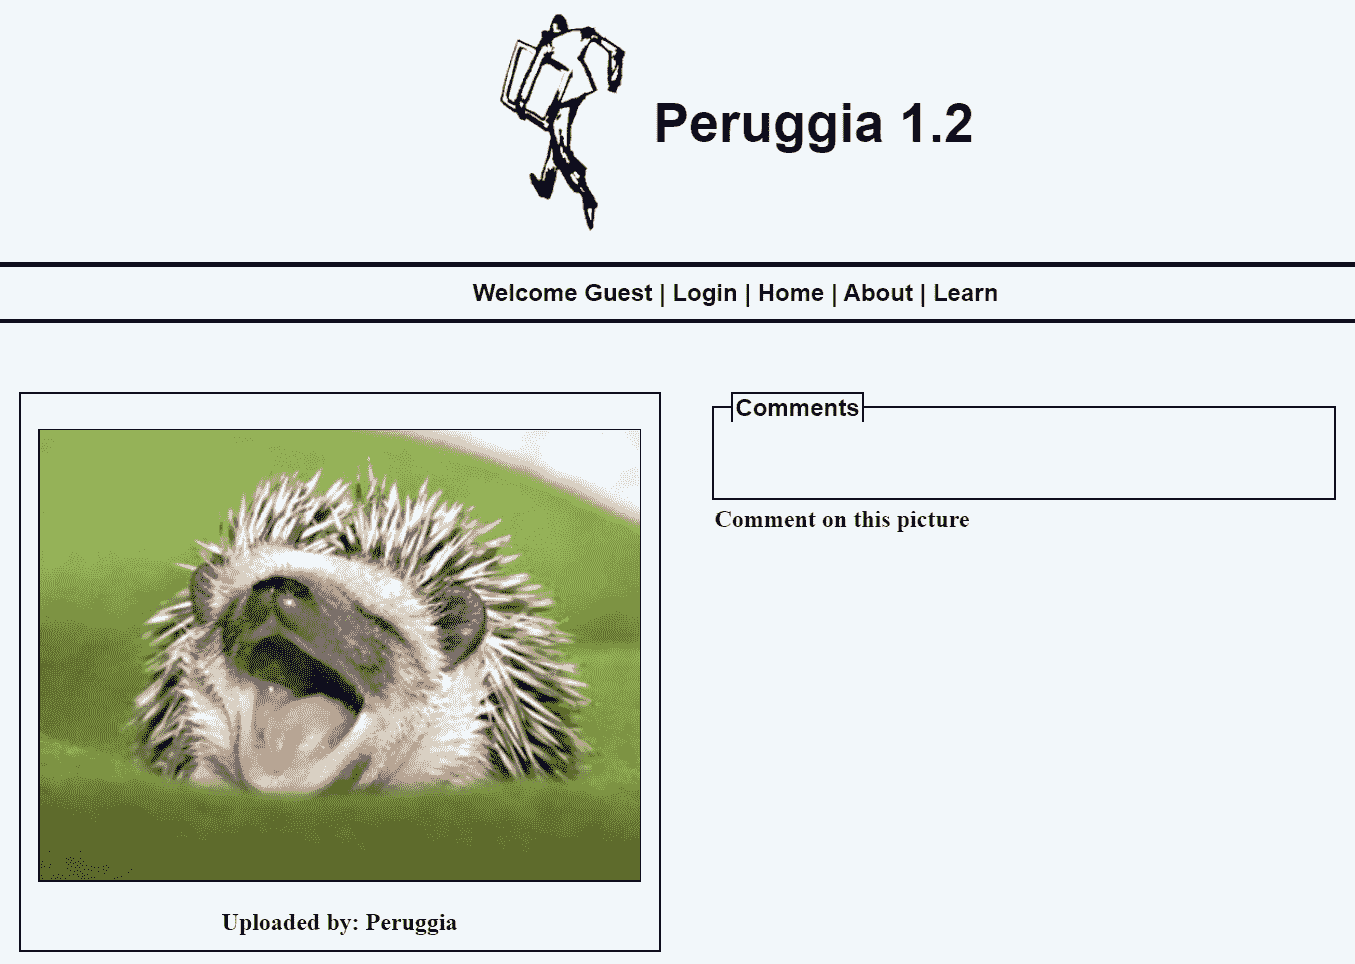 Peruggia 1.2
Welcome Guest | Login | Home | About | Learn
Comments
Comment on this picture
Uploaded by: Peruggia